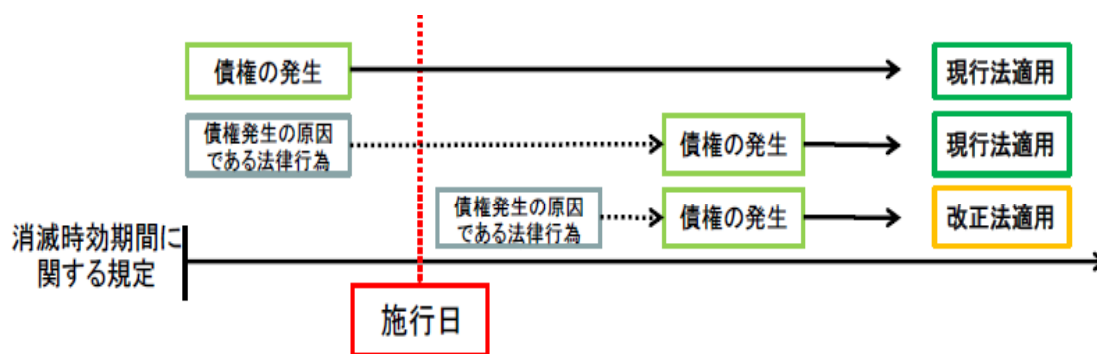 債権の発生
現行法適用
債権発生の原因
である法律行為
債権の発生
現行法適用
債権発生の原因
である法律行為
債権の発生
改正法適用
消滅時効期間に
関する規定
施行日